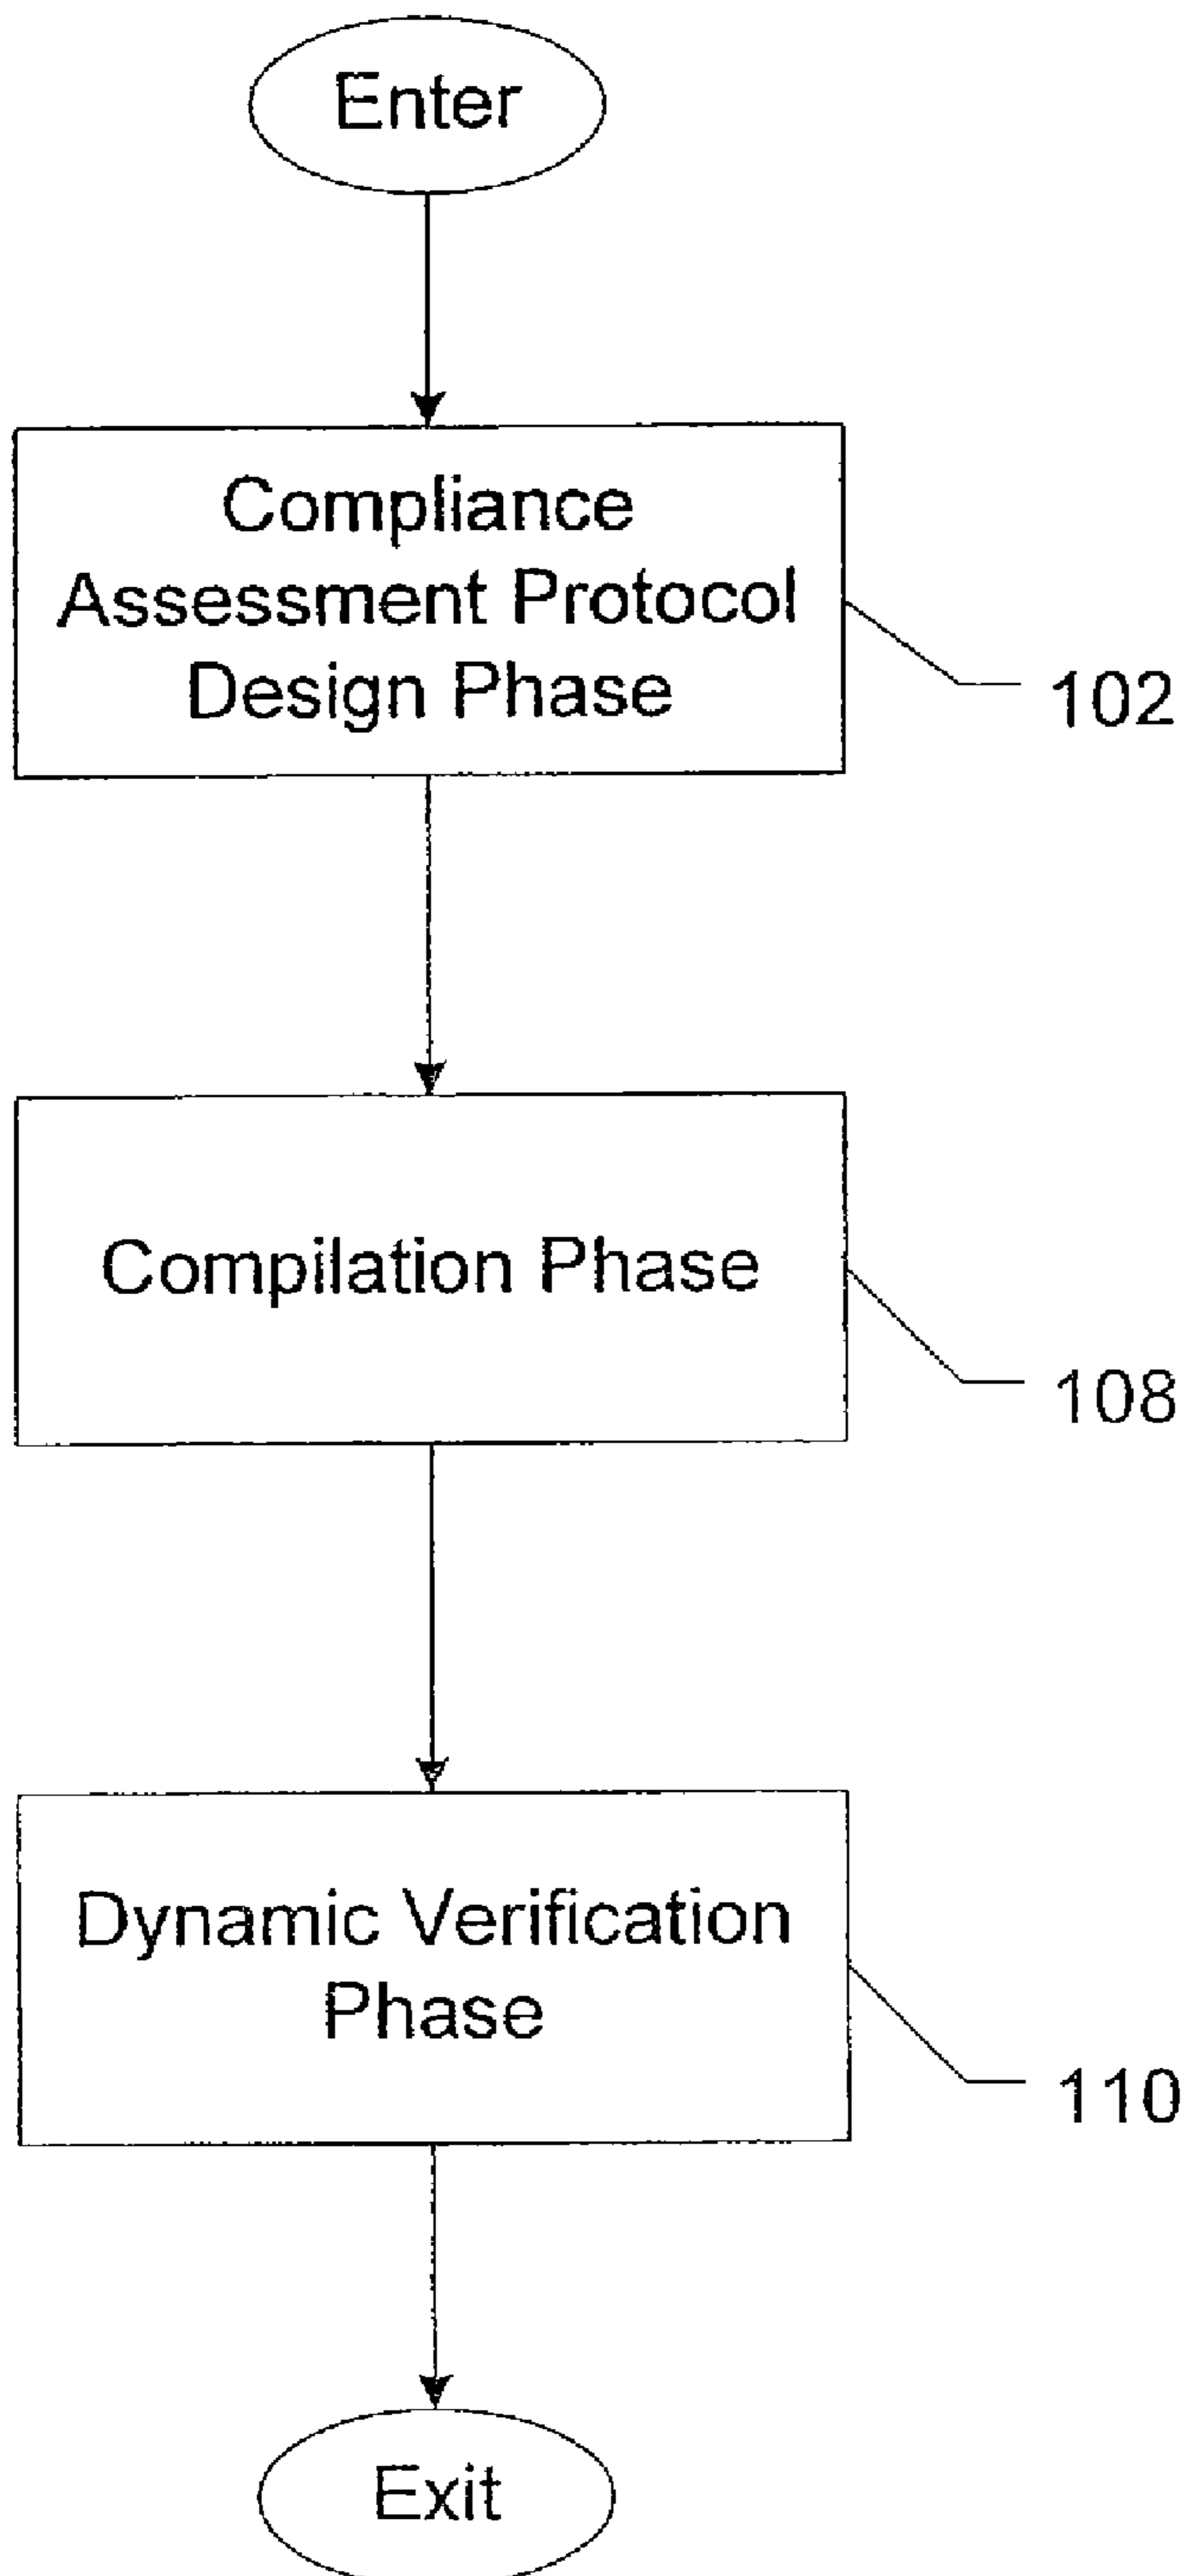 Enter
Compliance
Assessment Protocol
Design Phase
102
Compilation Phase
108
Dynamic Verification
Phase
110
Exit